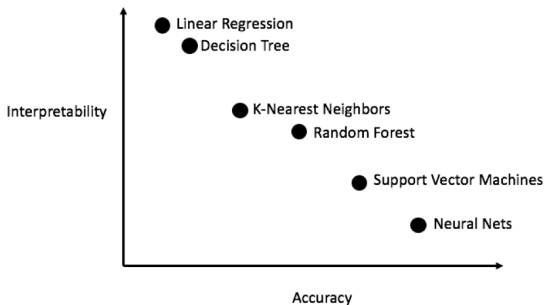 Linear Regression
Decision Tree
Interpretability
K-Nearest Neighbors
Random Forest
Support Vector Machines
Neural Nets
Accuracy